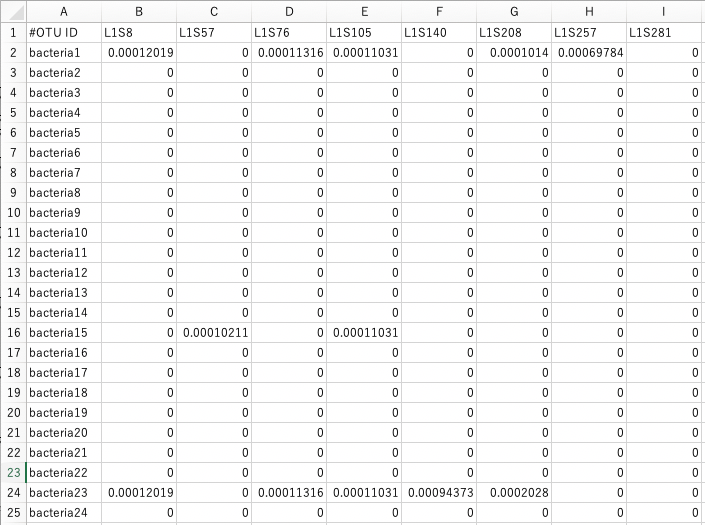 A B C D E F G H I
1 #OTU ID L1S8 L1S57 L1S76 L1S105 L1S140 L1S208 L1S257 L1S281
2 bacteria1 0.00012019 0 0.00011316 0.00011031 0 0.0001014 0.00069784 0
3 bacteria2 0 0 0 0 0 0 0 0
4 bacteria3 0 0 0 0 0 0 0 0
5 bacteria4 0 0 0 0 0 0 0 0
6 bacteria5 0 0 0 0 0 0 0 0
7 bacteria6 0 0 0 0 0 0 0 0
8 bacteria7 0 0 0 0 0 0 0 0
9 bacteria8 0 0 0 0 0 0 0 0
10 bacteria9 0 0 0 0 0 0 0 0
11 bacteria10 0 0 0 0 0 0 0 0
12 bacteria11 0 0 0 0 0 0 0 0
13 bacteria12 0 0 0 0 0 0 0 0
14 bacteria13 0 0 0 0 0 0 0 0
15 bacteria14 0 0 0 0 0 0 0 0
16 bacteria15 0 0.00010211 0 0.00011031 0 0 0 0
17 bacteria16 0 0 0 0 0 0 0 0
18 bacteria17 0 0 0 0 0 0 0 0
19 bacteria18 0 0 0 0 0 0 0 0
20 bacteria19 0 0 0 0 0 0 0 0
21 bacteria20 0 0 0 0 0 0 0 0
22 bacteria21 0 0 0 0 0 0 0 0
23 bacteria22 0 0 0 0 0 0 0 0
24 bacteria23 0.00012019 0 0.00011316 0.00011031 0.00094373 0.0002028 0 0
25 bacteria24 0 0 0 0 0 0 0 0